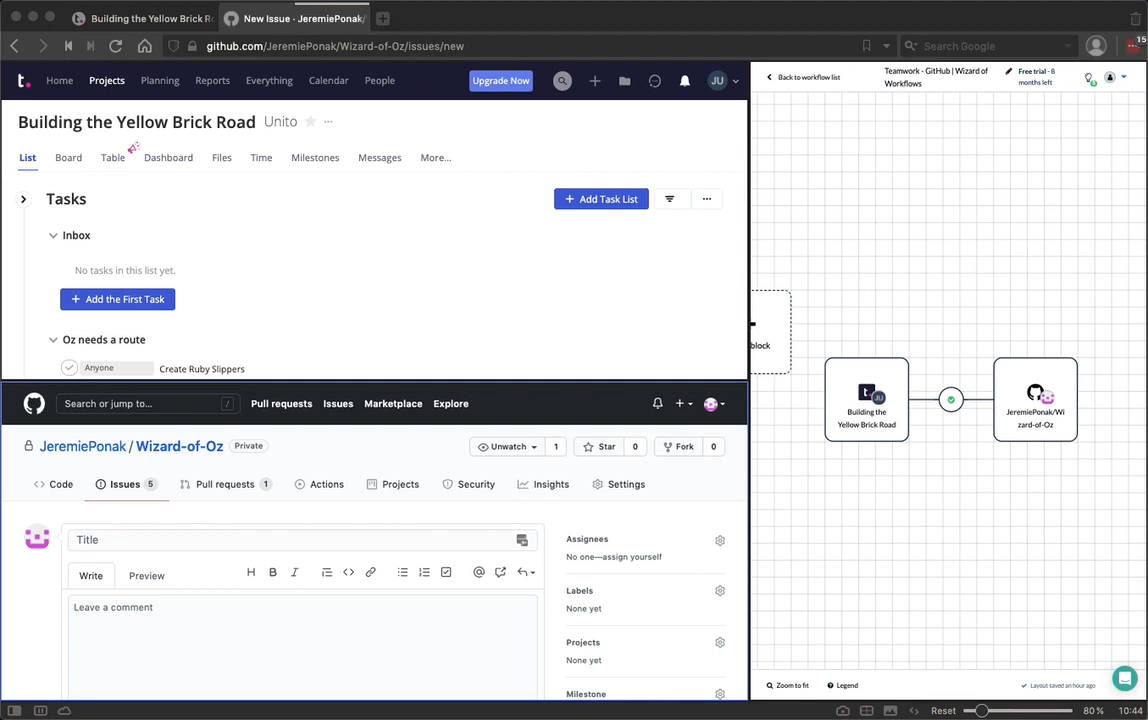 Building the Yellow Brick R
New Issue · JeremiePonak/
github.com/JeremiePonak/Wizard-of-Oz/issues/new
Search Google
15
t.
Home Projects Planning Reports Everything Calendar People
Upgrade Now
JU
Building the Yellow Brick Road Unito
List Board Table Dashboard Files Time Milestones Messages More...
Tasks
+ Add Task List
Inbox
No tasks in this list yet.
+ Add the First Task
Oz needs a route
Anyone Create Ruby Slippers
Search or jump to... /
Pull requests Issues Marketplace Explore
JeremiePonak / Wizard-of-Oz Private
Unwatch 1 Star 0 Fork 0
Code Issues 5 Pull requests 1 Actions Projects Security Insights Settings
Title
Write Preview
H B I
Leave a comment
Assignees
No one—assign yourself
Labels
None yet
Projects
None yet
Milestone
Back to workflow list
Teamwork - GitHub | Wizard of
Workflows
Free trial - 8
months left
block
t JU
Building the
Yellow Brick Road
JeremiePonak/Wi
zard-of-Oz
Zoom to fit
Legend
Layout saved an hour ago
Reset
80 %
10:44